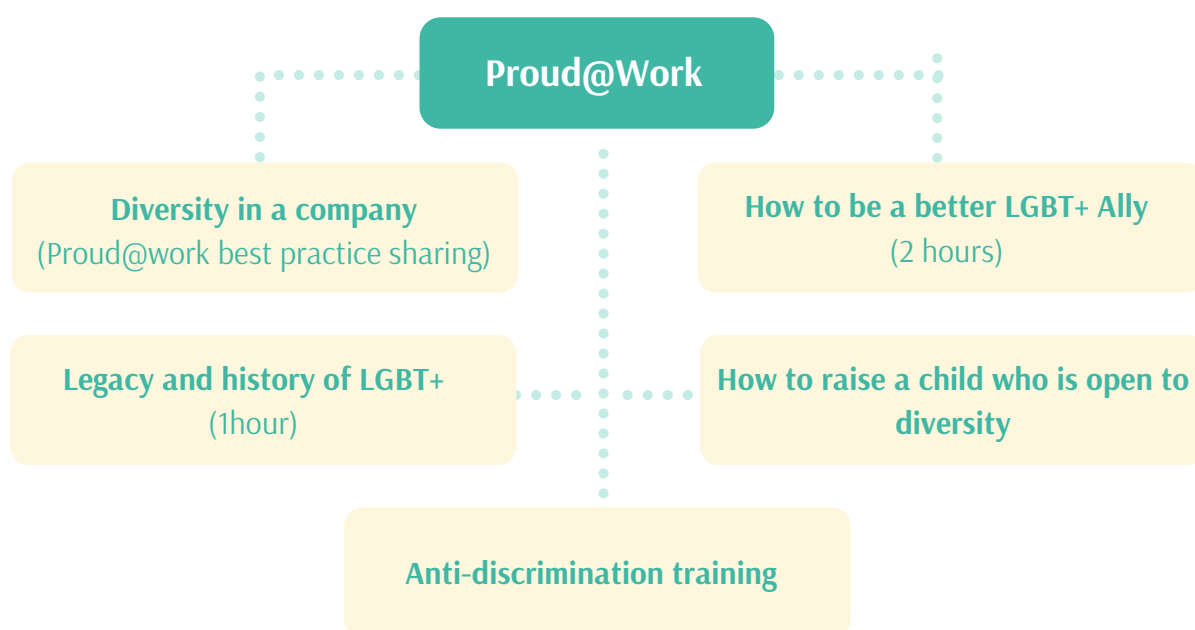 Proud@Work
Diversity in a company
(Proud@work best practice sharing)
How to be a better LGBT+ Ally
(2 hours)
Legacy and history of LGBT+
(1hour)
How to raise a child who is open to
diversity
Anti-discrimination training